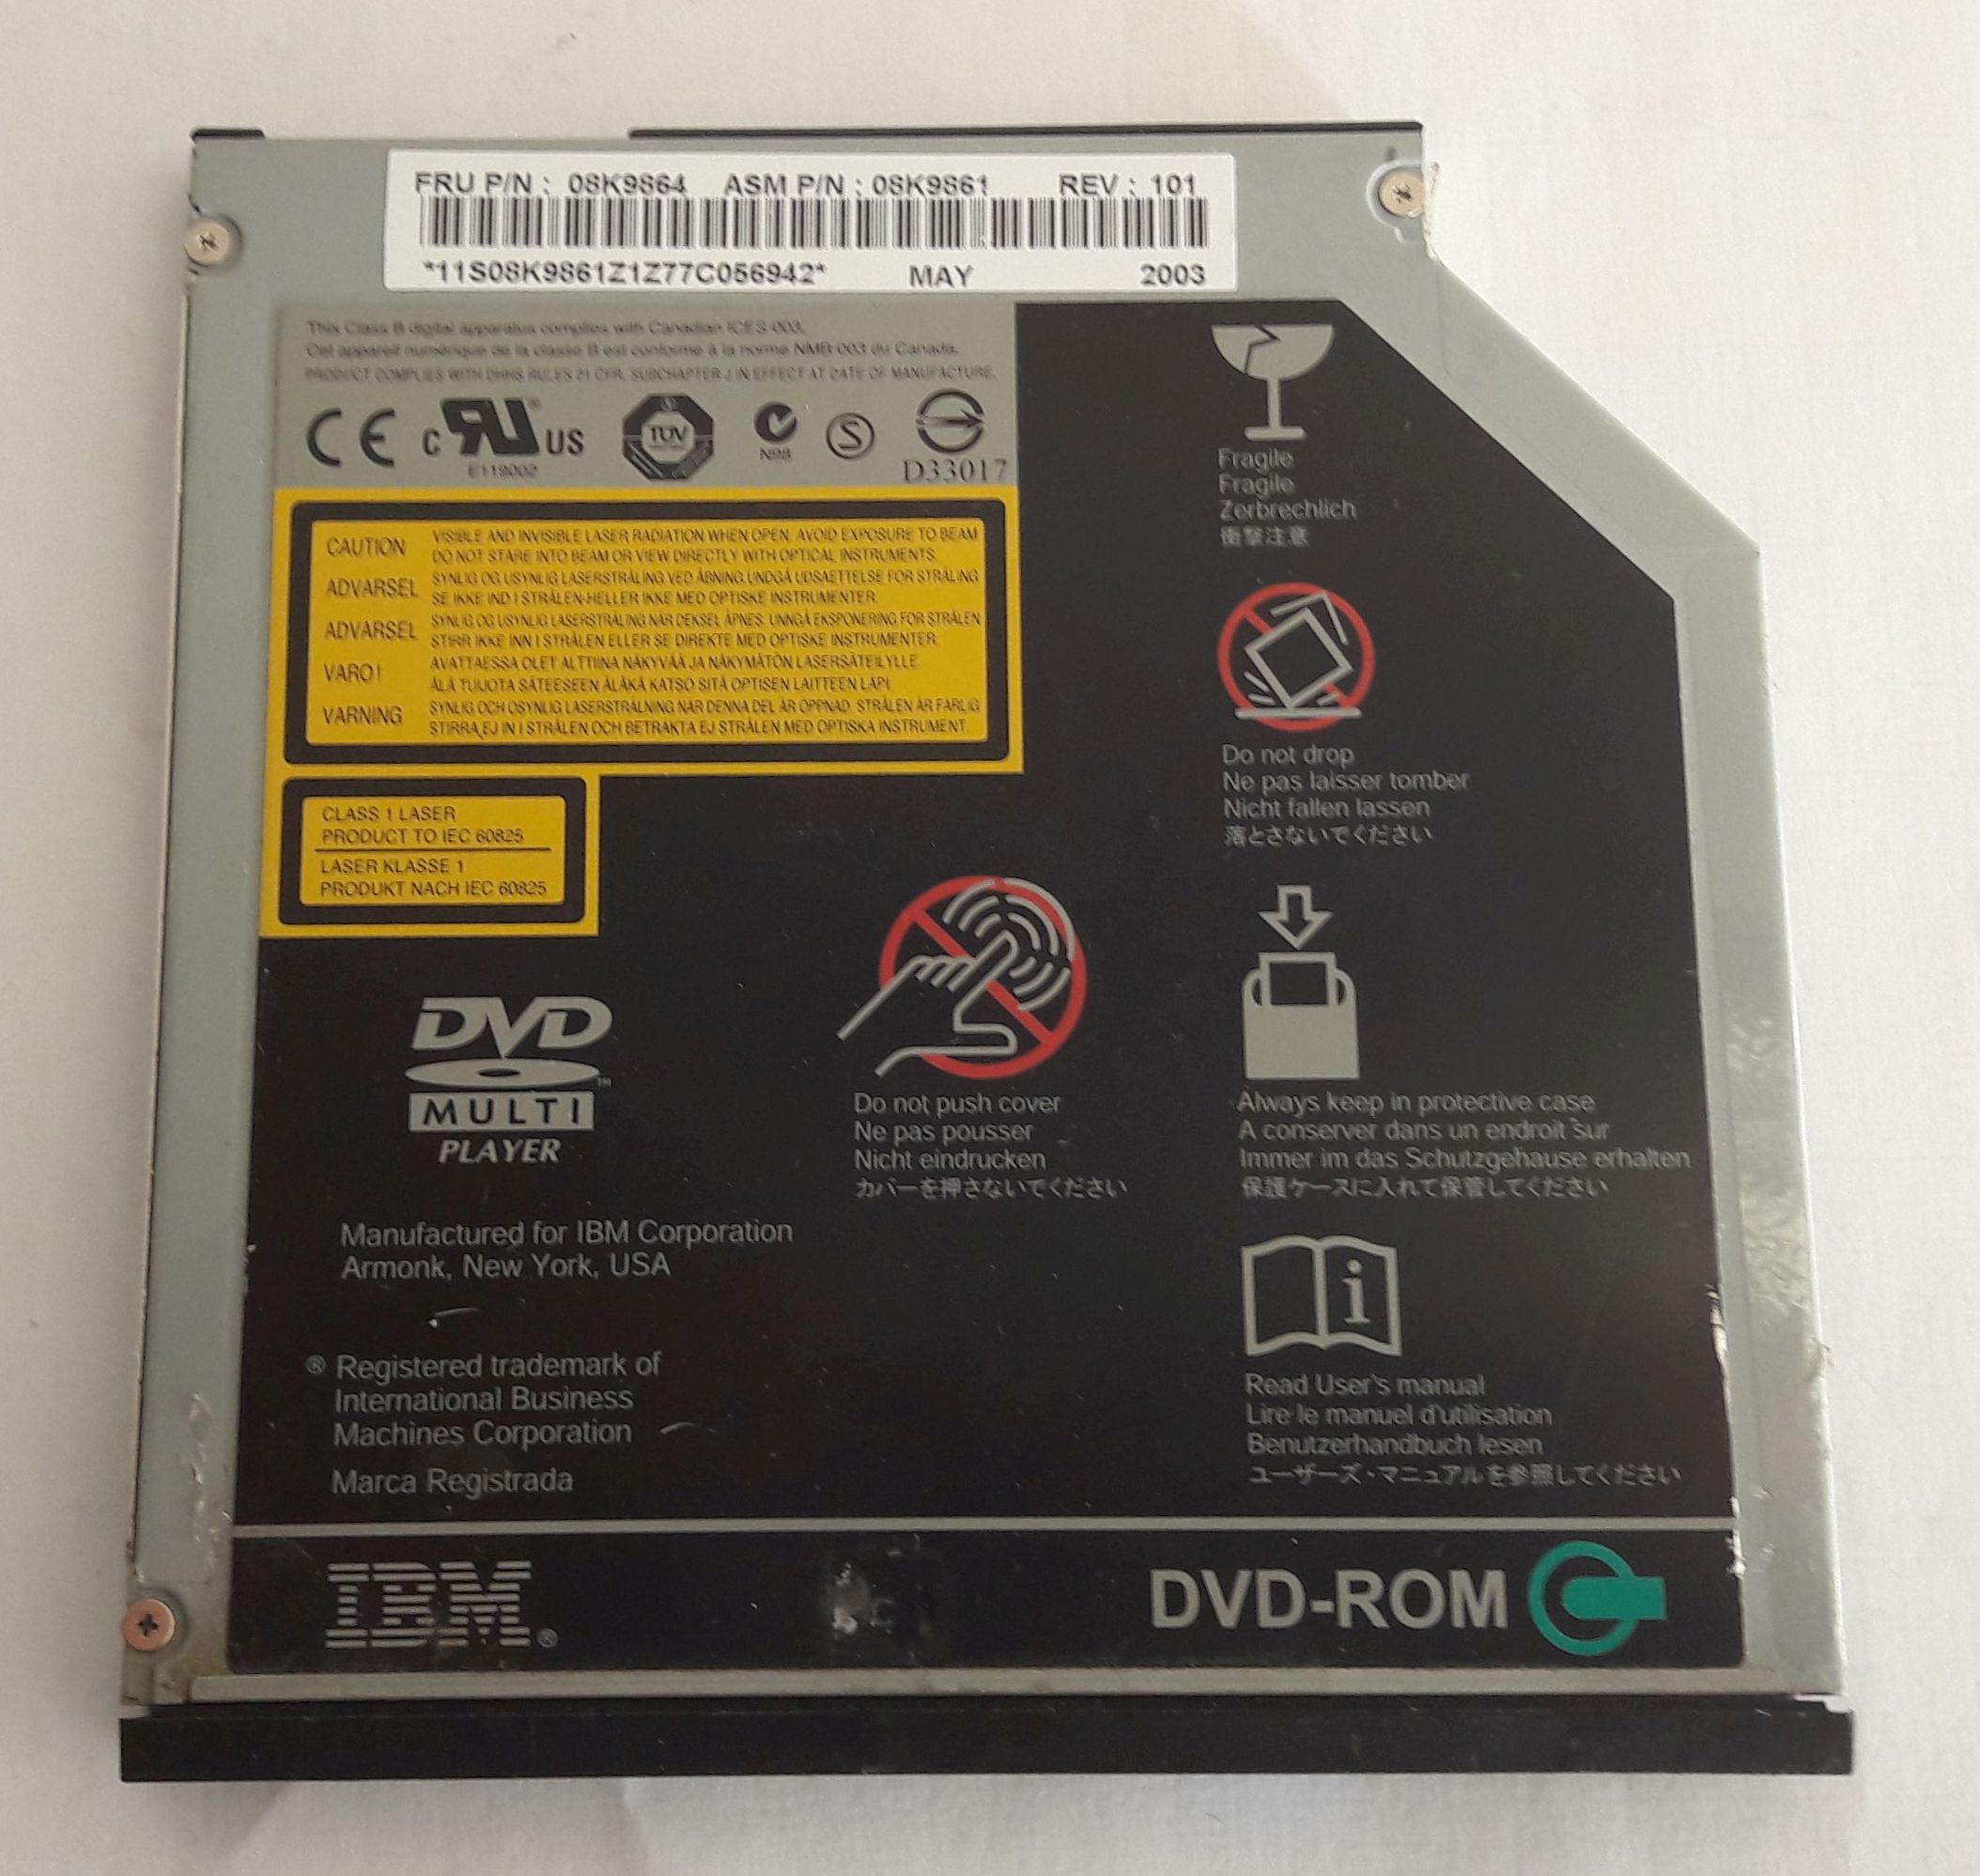 FRU P/N : 08K9864 ASM P/N : 08K9861 REV : 101
*11S08K9861Z1Z77C056942* MAY 2003
This Class B digital apparatus complies with Canadian ICES-003.
Cet appareil numérique de la classe B est conforme à la norme NMB-003 du Canada.
PRODUCT COMPLIES WITH DHHS RULES 21 CFR, SUBCHAPTER J IN EFFECT AT DATE OF MANUFACTURE.
CE C RU ® US TUV N98 S
E119002
D33017
CAUTION VISIBLE AND INVISIBLE LASER RADIATION WHEN OPEN. AVOID EXPOSURE TO BEAM
DO NOT STARE INTO BEAM OR VIEW DIRECTLY WITH OPTICAL INSTRUMENTS.
ADVARSEL SYNLIG OG USYNLIG LASERSTRÅLING VED ÅBNING.UNDGÅ UDSAETTELSE FOR STRÅLING
SE IKKE IND I STRÅLEN-HELLER IKKE MED OPTISKE INSTRUMENTER.
ADVARSEL SYNLIG OG USYNLIG LASERSTRÅLING NÅR DEKSEL ÅPNES. UNNGÅ EKSPONERING FOR STRÅLEN
STIRR IKKE INN I STRÅLEN ELLER SE DIREKTE MED OPTISKE INSTRUMENTER.
VARO! AVATTAESSA OLET ALTTIINA NÄKYVÄÄ JA NÄKYMÄTÖN LASERSÄTEILYLLE.
ÄLÄ TUIJOTA SÄTEESEEN ÄLÄKÄ KATSO SITÄ OPTISEN LAITTEEN LÄPI.
VARNING SYNLIG OCH OSYNLIG LASERSTRÅLNING NÄR DENNA DEL ÄR ÖPPNAD. STRÅLEN ÄR FARLIG.
STIRRA EJ IN I STRÅLEN OCH BETRAKTA EJ STRÅLEN MED OPTISKA INSTRUMENT.
CLASS 1 LASER
PRODUCT TO IEC 60825
LASER KLASSE 1
PRODUKT NACH IEC 60825
Fragile
Fragile
Zerbrechlich
衝撃注意
Do not drop
Ne pas laisser tomber
Nicht fallen lassen
落とさないでください
DVD
™
MULTI
PLAYER
Do not push cover
Ne pas pousser
Nicht eindrucken
カバーを押さないでください
Always keep in protective case
A conserver dans un endroit sur
Immer im das Schutzgehause erhalten
保護ケースに入れて保管してください
Manufactured for IBM Corporation
Armonk, New York, USA
® Registered trademark of
International Business
Machines Corporation
Marca Registrada
i
Read User's manual
Lire le manuel d'utilisation
Benutzerhandbuch lesen
ユーザーズ・マニュアルを参照してください
IBM® DVD-ROM